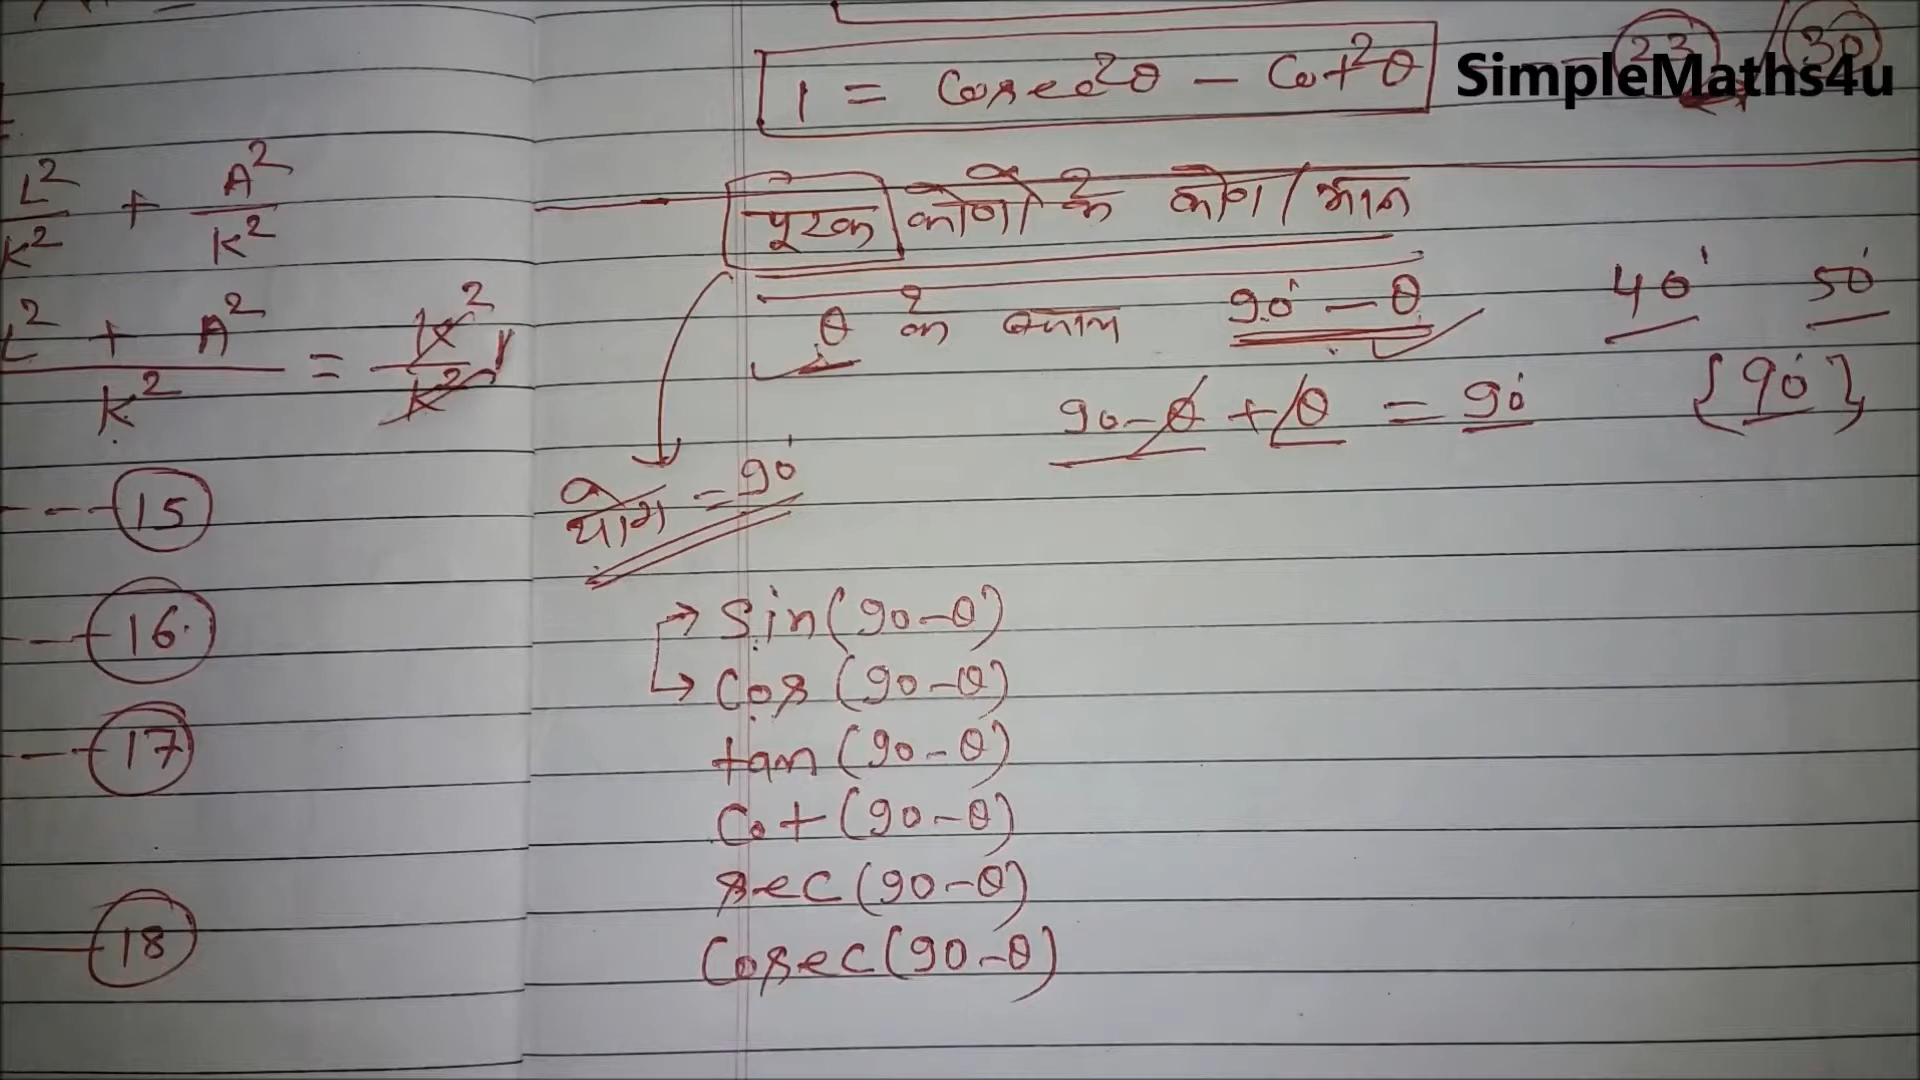 1 = Cosec²θ - Cot²θ
23 / 30
SimpleMaths4u
L²/K² + A²/K²
पूरक कोणों के कोण / मान
L² + A² / K² = K²/K² 1
θ के स्थान 90° - θ
40° 50°
90 - θ + θ = 90°
{90°}
योग = 90°
15
16
17
18
Sin(90-θ)
Cos(90-θ)
tan(90-θ)
Cot(90-θ)
sec(90-θ)
Cosec(90-θ)